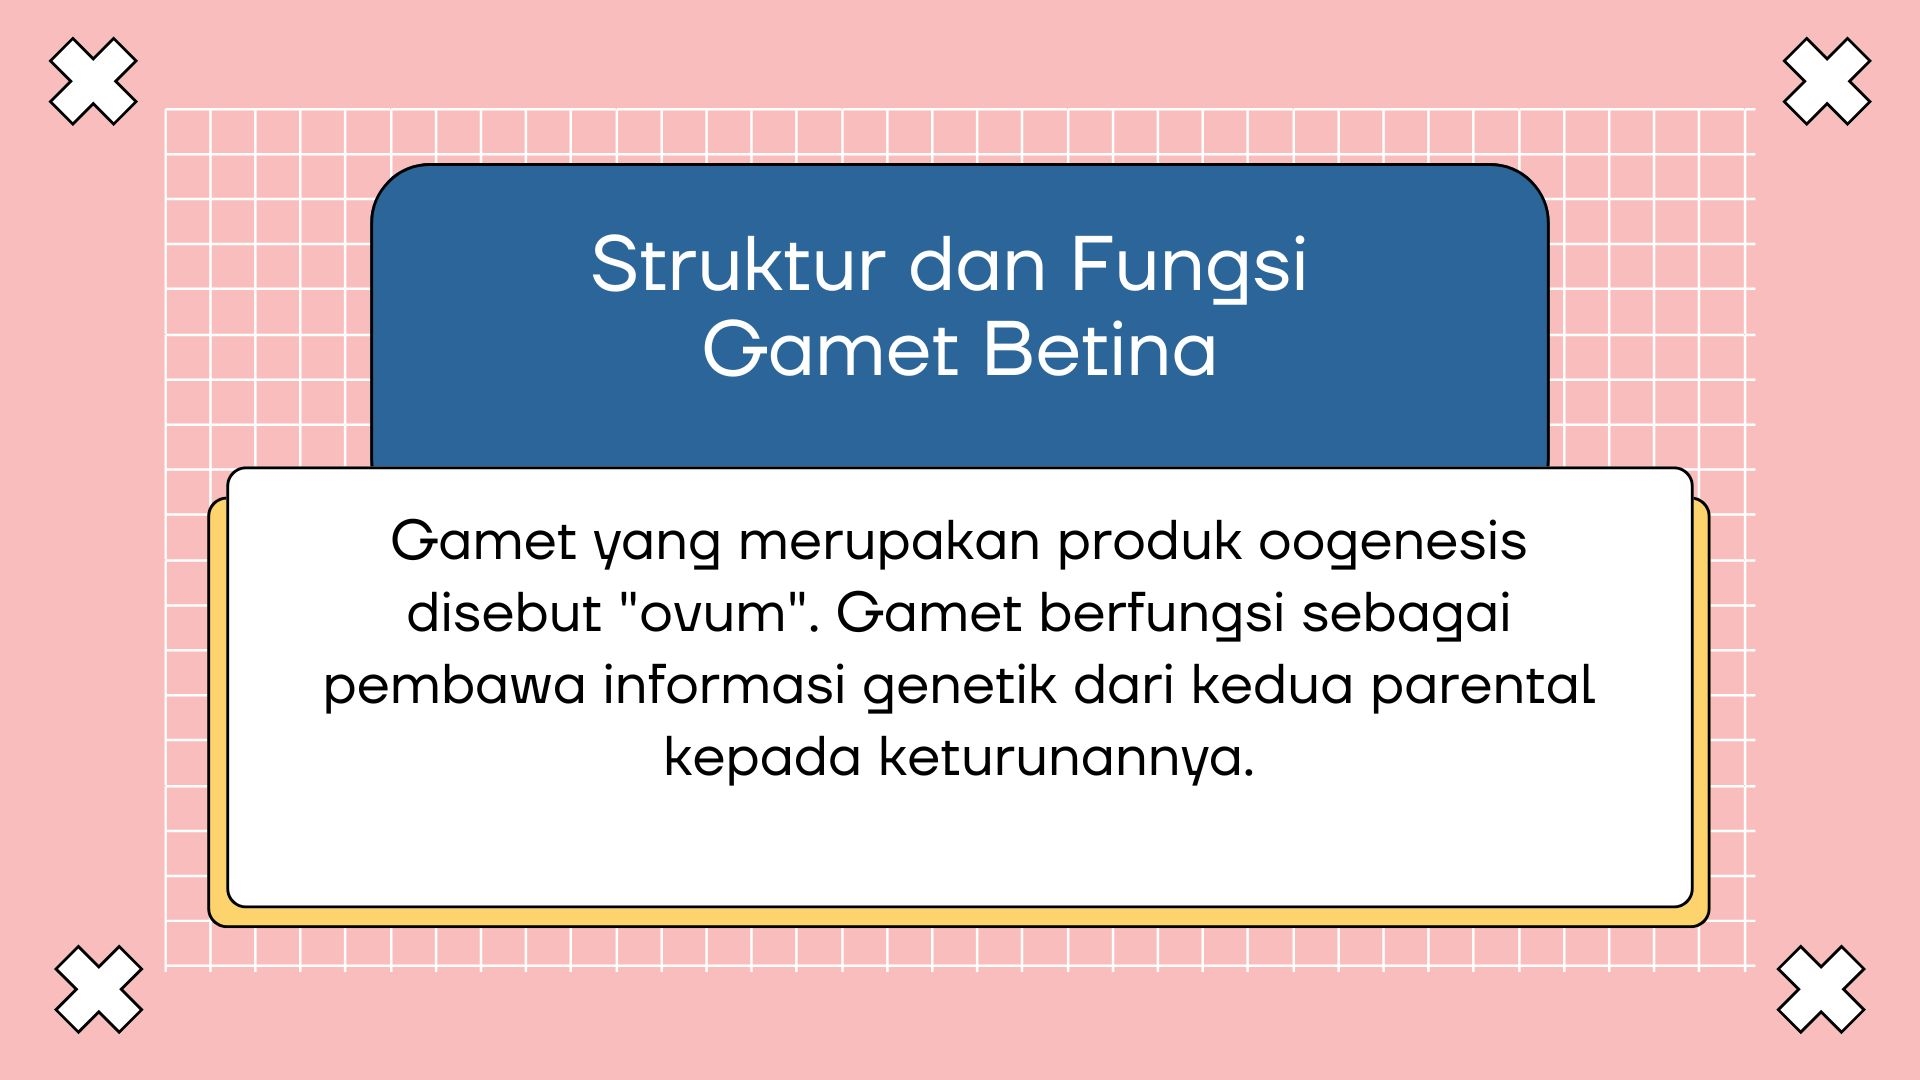 Struktur dan Fungsi
Gamet Betina
Gamet yang merupakan produk oogenesis
disebut "ovum". Gamet berfungsi sebagai
pembawa informasi genetik dari kedua parental
kepada keturunannya.